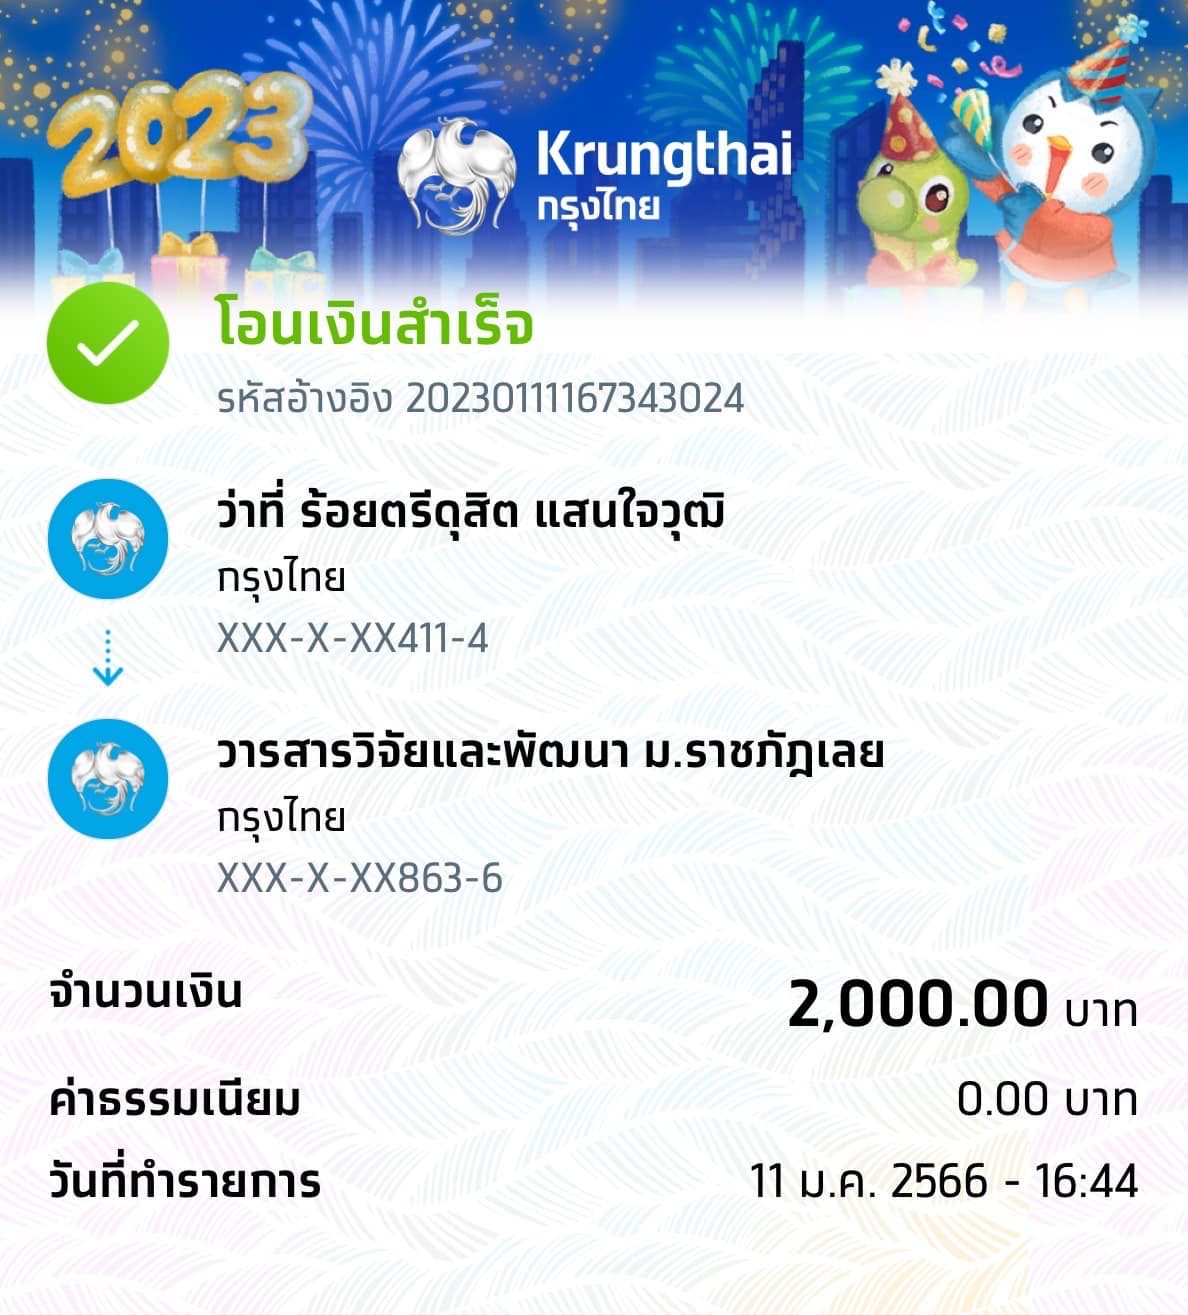 2023
Krungthai
กรุงไทย
โอนเงินสำเร็จ
รหัสอ้างอิง 20230111167343024
ว่าที่ ร้อยตรีดุสิต แสนใจวุฒิ
กรุงไทย
XXX-X-XX411-4
วารสารวิจัยและพัฒนา ม.ราชภัฎเลย
กรุงไทย
XXX-X-XX863-6
จำนวนเงิน 2,000.00 บาท
ค่าธรรมเนียม 0.00 บาท
วันที่ทำรายการ 11 ม.ค. 2566 - 16:44